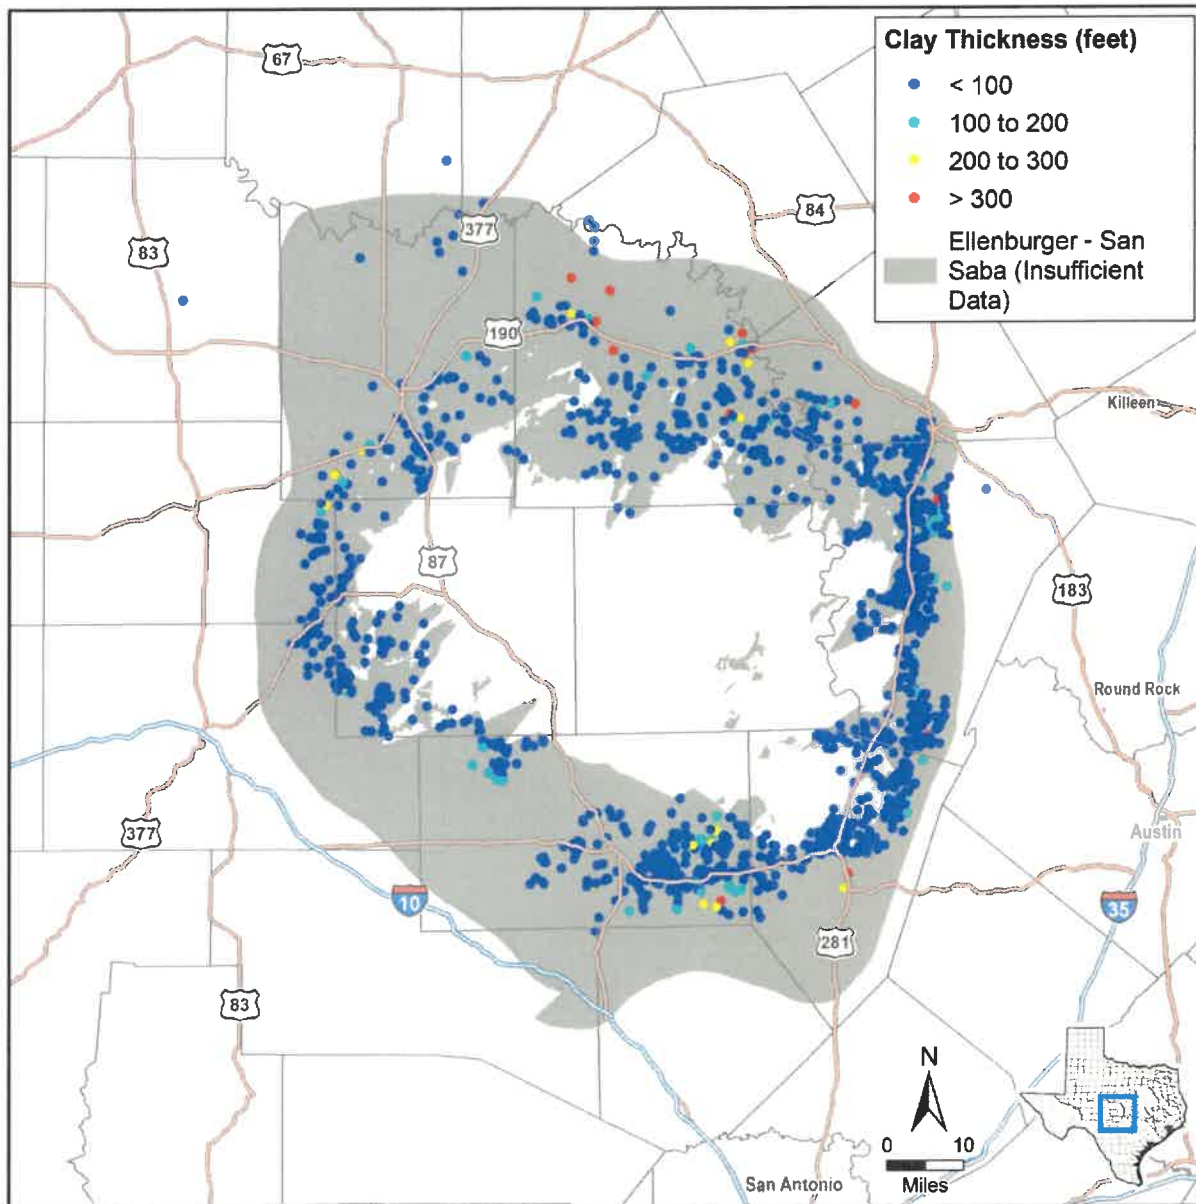 Clay Thickness (feet)
< 100
100 to 200
200 to 300
> 300
Ellenburger - San
Saba (Insufficient
Data)
67
84
83
377
190
Killeen
87
183
Round Rock
377
Austin
10
35
281
83
N
0 10
Miles
San Antonio